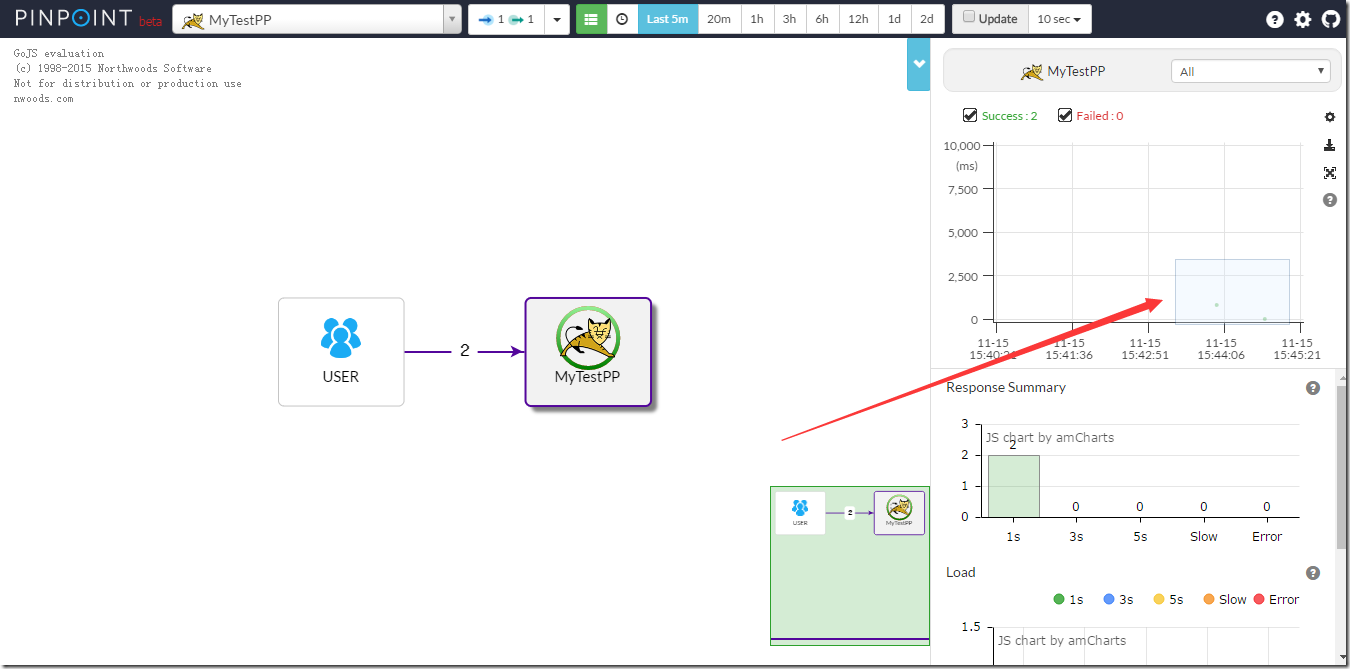 PINPOINT beta MyTestPP 1 1 Last 5m 20m 1h 3h 6h 12h 1d 2d Update 10 sec
GoJS evaluation
(c) 1998-2015 Northwoods Software
Not for distribution or production use
nwoods.com
USER
2
MyTestPP
USER
2
MyTestPP
MyTestPP All
Success : 2 Failed : 0
10,000
(ms)
7,500
5,000
2,500
0
11-15 11-15 11-15 11-15 11-15
15:40:21 15:41:36 15:42:51 15:44:06 15:45:21
Response Summary
3
JS chart by amCharts
2
2
1
0
0 0 0 0
1s 3s 5s Slow Error
Load
1s 3s 5s Slow Error
1.5
JS chart by amCharts